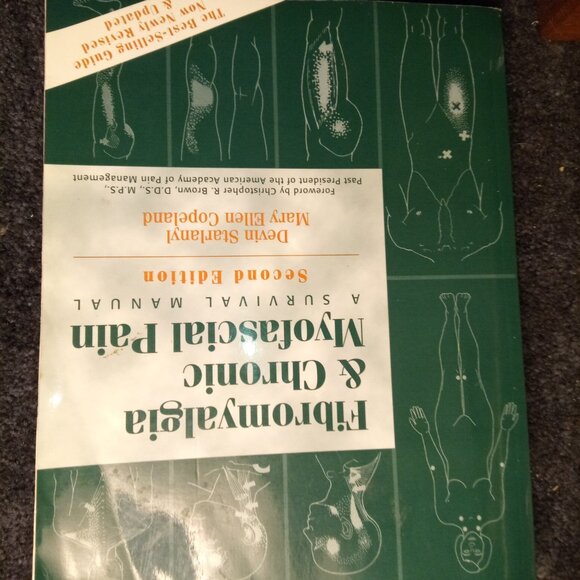 Fibromyalgia
& Chronic
Myofascial Pain
A SURVIVAL MANUAL
Second Edition
Devin Starlanyl
Mary Ellen Copeland
Foreword by Christopher R. Brown, D.D.S., M.P.S.,
Past President of the American Academy of Pain Management
The Best-Selling Guide
Now Newly Revised
& Updated